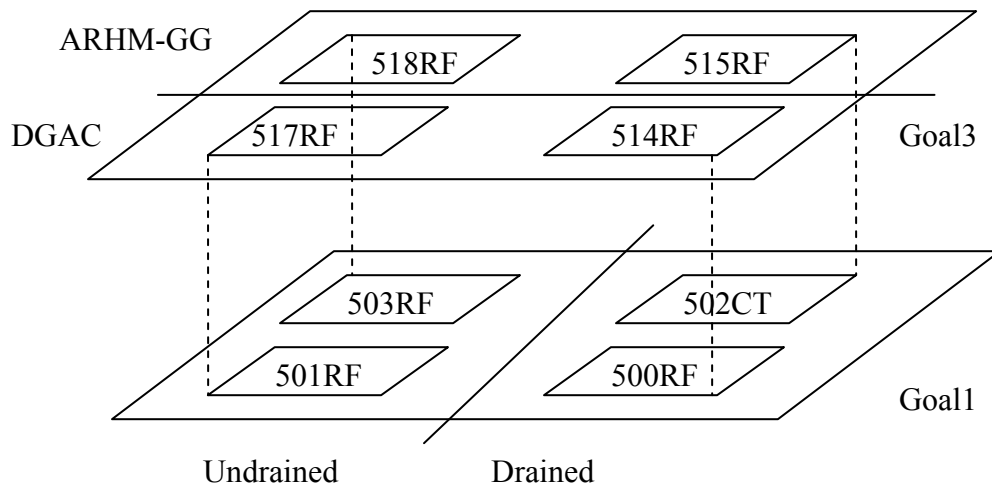 ARHM-GG
518RF 515RF
DGAC 517RF 514RF Goal3
503RF 502CT
501RF 500RF
Goal1
Undrained Drained